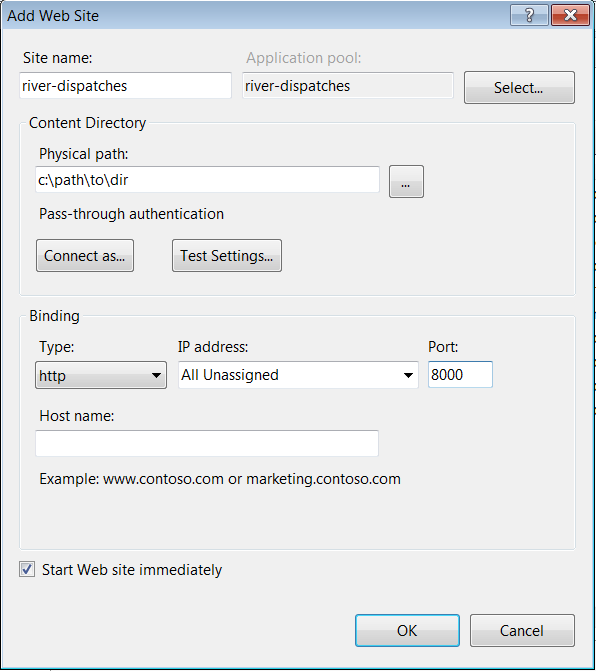 Add Web Site
?
Site name: Application pool:
river-dispatches river-dispatches Select...
Content Directory
Physical path:
c:\path\to\dir ...
Pass-through authentication
Connect as... Test Settings...
Binding
Type: IP address: Port:
http All Unassigned 8000
Host name:
Example: www.contoso.com or marketing.contoso.com
Start Web site immediately
OK Cancel